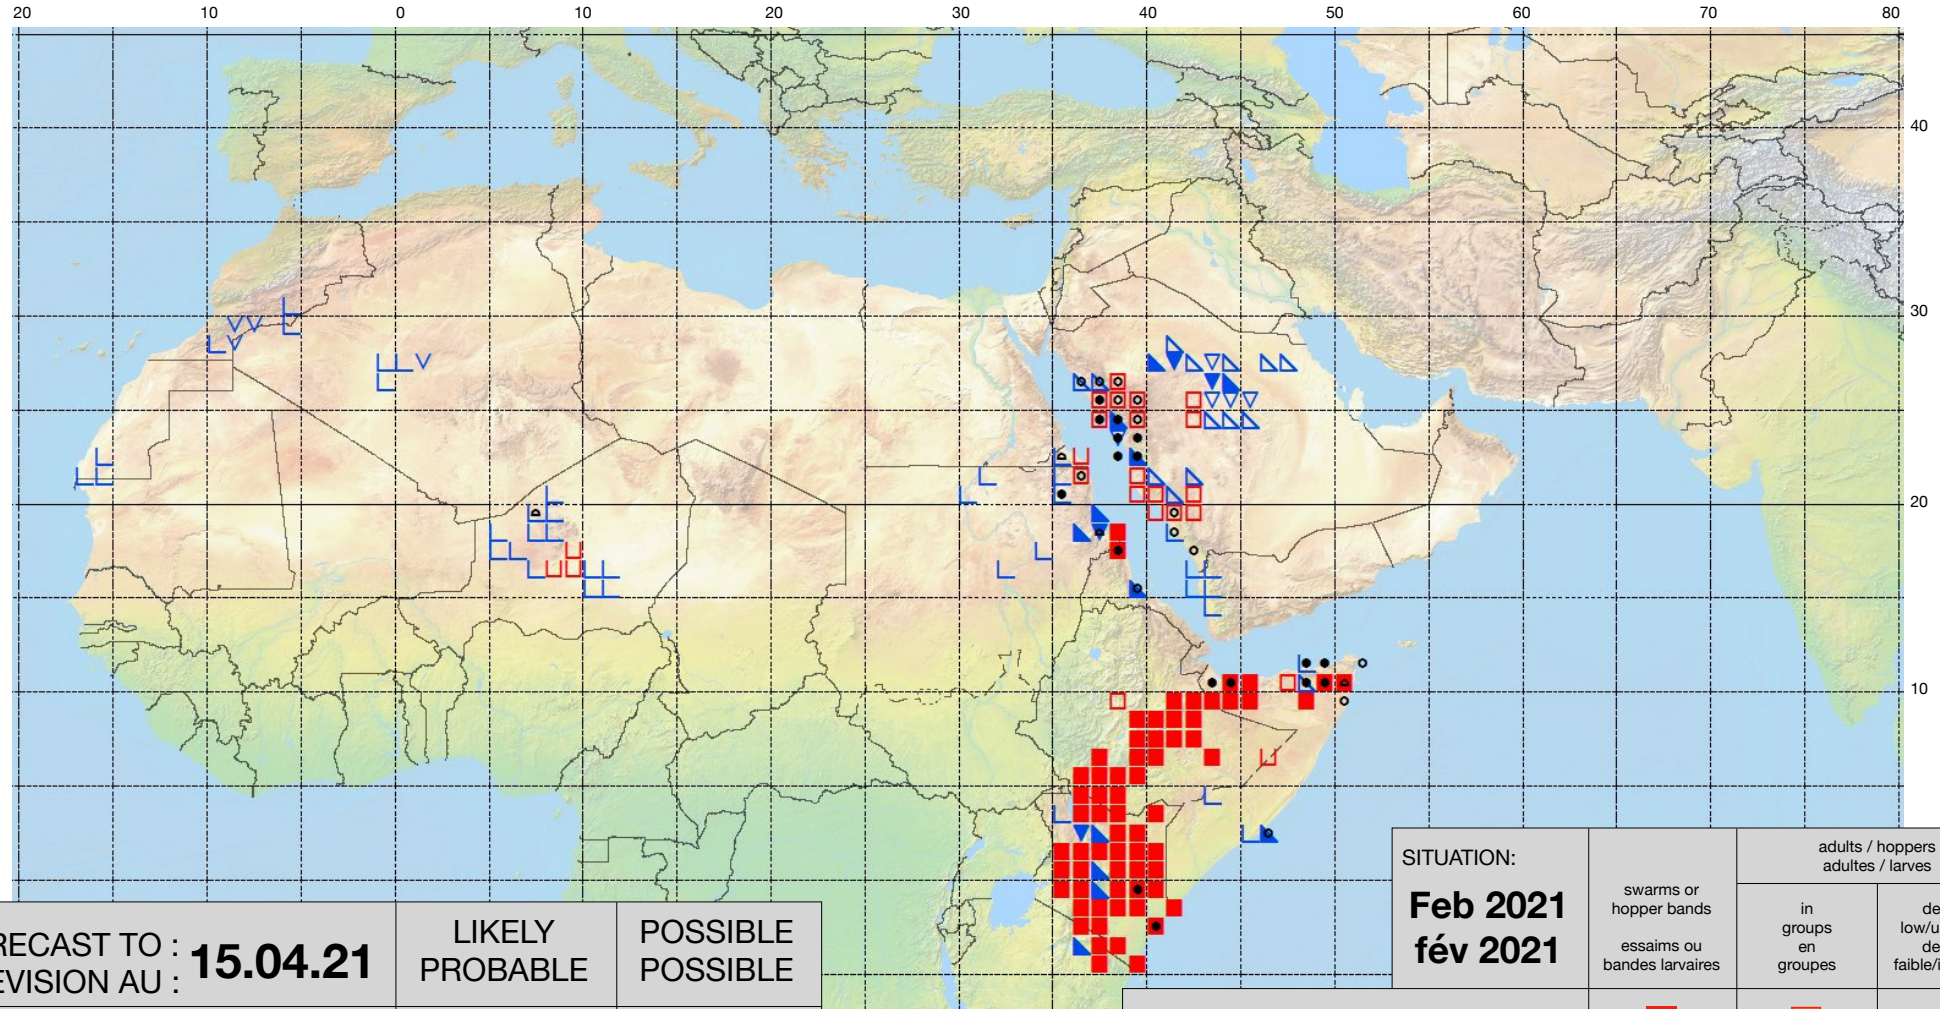 20 10 0 10 20 30 40 50 60 70 80
40
30
20
10
SITUATION:
Feb 2021
fév 2021
swarms or
hopper bands
essaims ou
bandes larvaires
adults / hoppers
adultes / larves
in
groups
en
groupes
RECAST TO : 15.04.21
EVISION AU :
LIKELY
PROBABLE
POSSIBLE
POSSIBLE